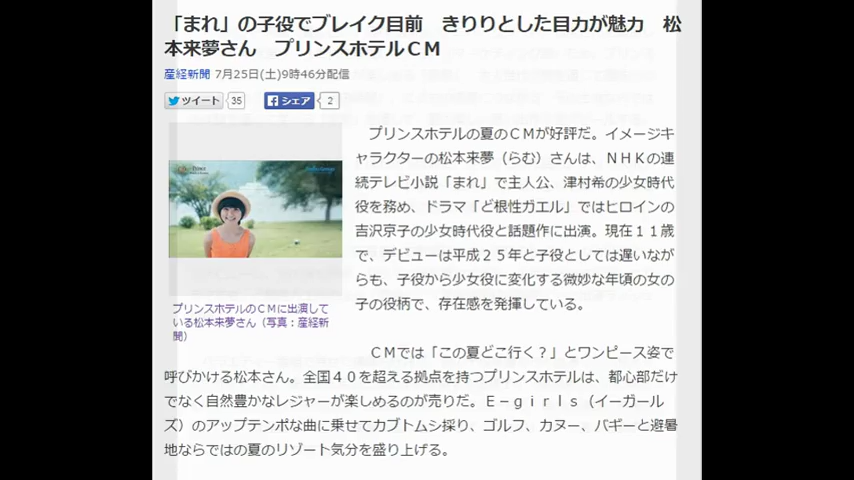 「まれ」の子役でブレイク目前　きりりとした目力が魅力　松
本来夢さん　プリンスホテルＣＭ
産経新聞 7月25日(土)9時46分配信
ツイート 35 シェア 2
プリンスホテルの夏のＣＭが好評だ。イメージキ
ャラクターの松本来夢（らむ）さんは、ＮＨＫの連
続テレビ小説「まれ」で主人公、津村希の少女時代
役を務め、ドラマ「ど根性ガエル」ではヒロインの
吉沢京子の少女時代役と話題作に出演。現在１１歳
で、デビューは平成２５年と子役としては遅いなが
らも、子役から少女役に変化する微妙な年頃の女の
子の役柄で、存在感を発揮している。
プリンスホテルのＣＭに出演して
いる松本来夢さん（写真：産経新
聞）
ＣＭでは「この夏どこ行く？」とワンピース姿で
呼びかける松本さん。全国４０を超える拠点を持つプリンスホテルは、都心部だけ
でなく自然豊かなレジャーが楽しめるのが売りだ。Ｅ－ｇｉｒｌｓ（イーガール
ズ）のアップテンポな曲に乗せてカブトムシ採り、ゴルフ、カヌー、バギーと避暑
地ならではの夏のリゾート気分を盛り上げる。